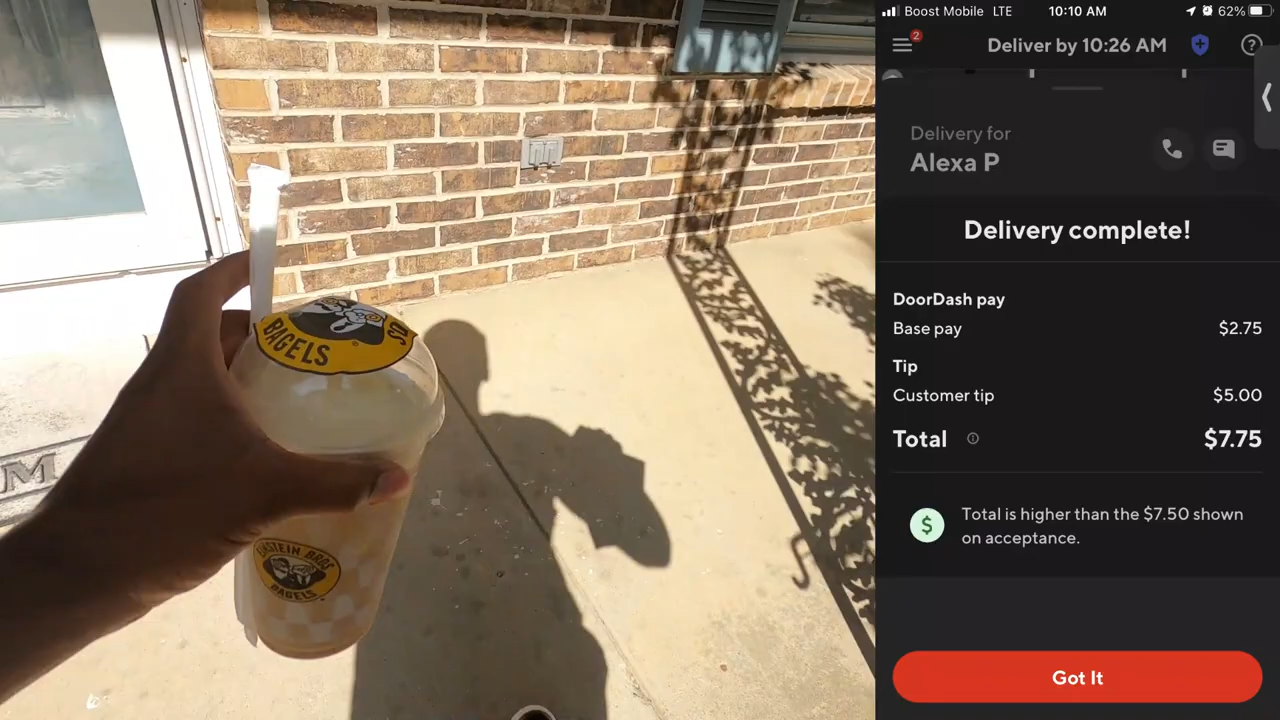 BAGELS
EINSTEIN BROS
BAGELS
M
Boost Mobile LTE 10:10 AM 62%
2
Deliver by 10:26 AM
?
Delivery for
Alexa P
Delivery complete!
DoorDash pay
Base pay $2.75
Tip
Customer tip $5.00
Total $7.75
$ Total is higher than the $7.50 shown
on acceptance.
Got It